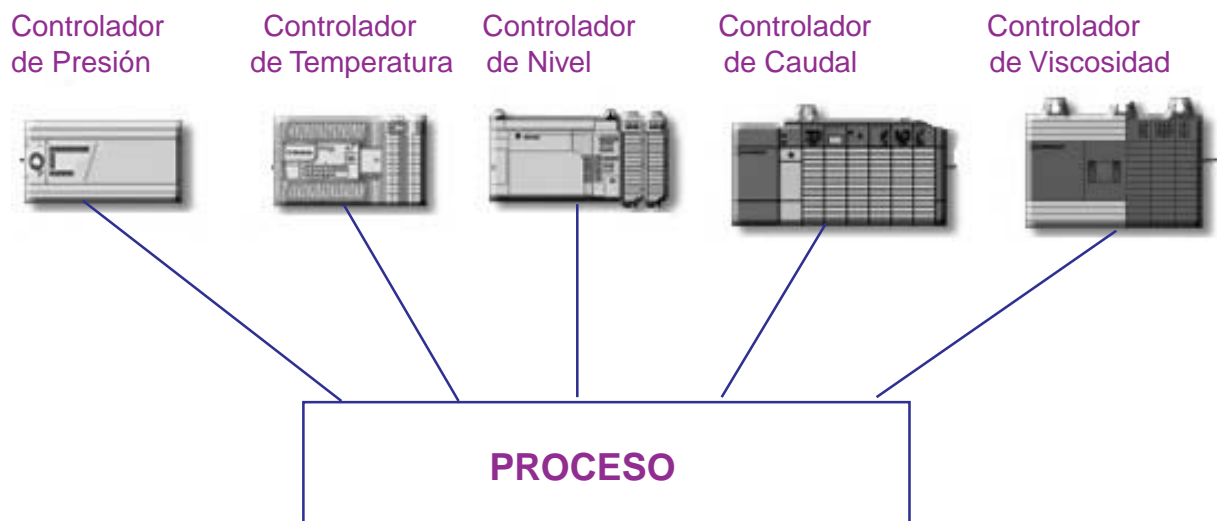 Controlador
de Presión
Controlador
de Temperatura
Controlador
de Nivel
Controlador
de Caudal
Controlador
de Viscosidad
PROCESO